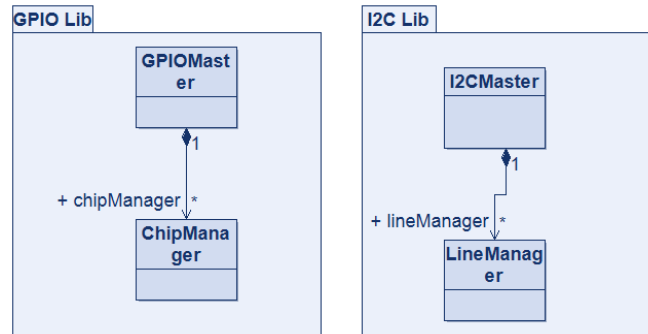 GPIO Lib
GPIOMast
er
1
+ chipManager *
ChipMana
ger
I2C Lib
I2CMaster
1
+ lineManager *
LineManag
er